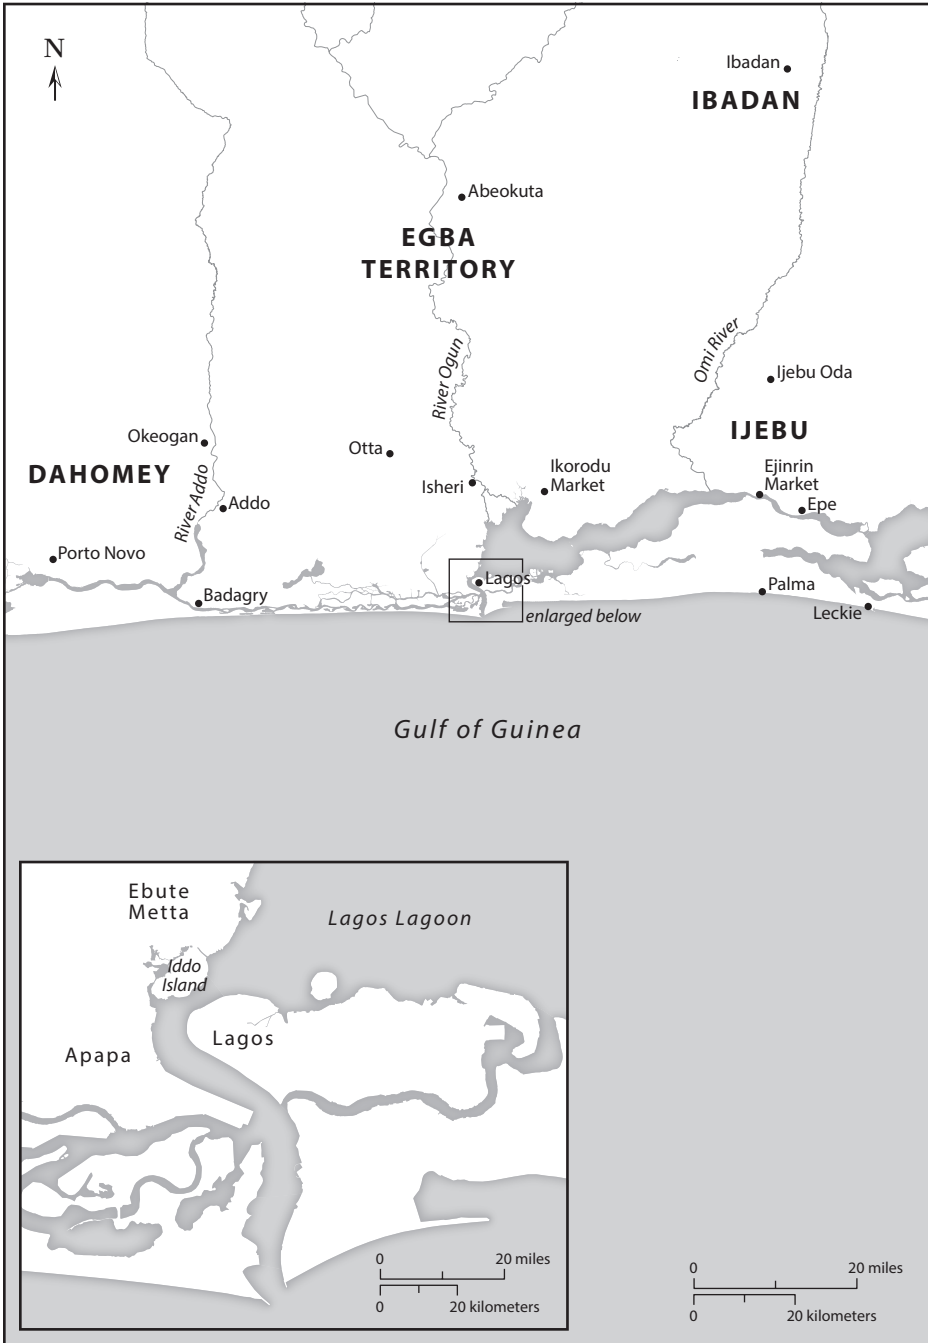 N
Ibadan
IBADAN
Abeokuta
EGBA
TERRITORY
River Ogun
Omi River
Ijebu Oda
IJEBU
Okeogan
Otta
DAHOMEY
River Addo
Addo
Isheri
Ikorodu
Market
Ejinrin
Market
Epe
Porto Novo
Badagry
Lagos
Palma
Leckie
enlarged below
Gulf of Guinea
Ebute
Metta
Lagos Lagoon
Iddo
Island
Lagos
Apapa
0 20 miles
0 20 kilometers
0 20 miles
0 20 kilometers